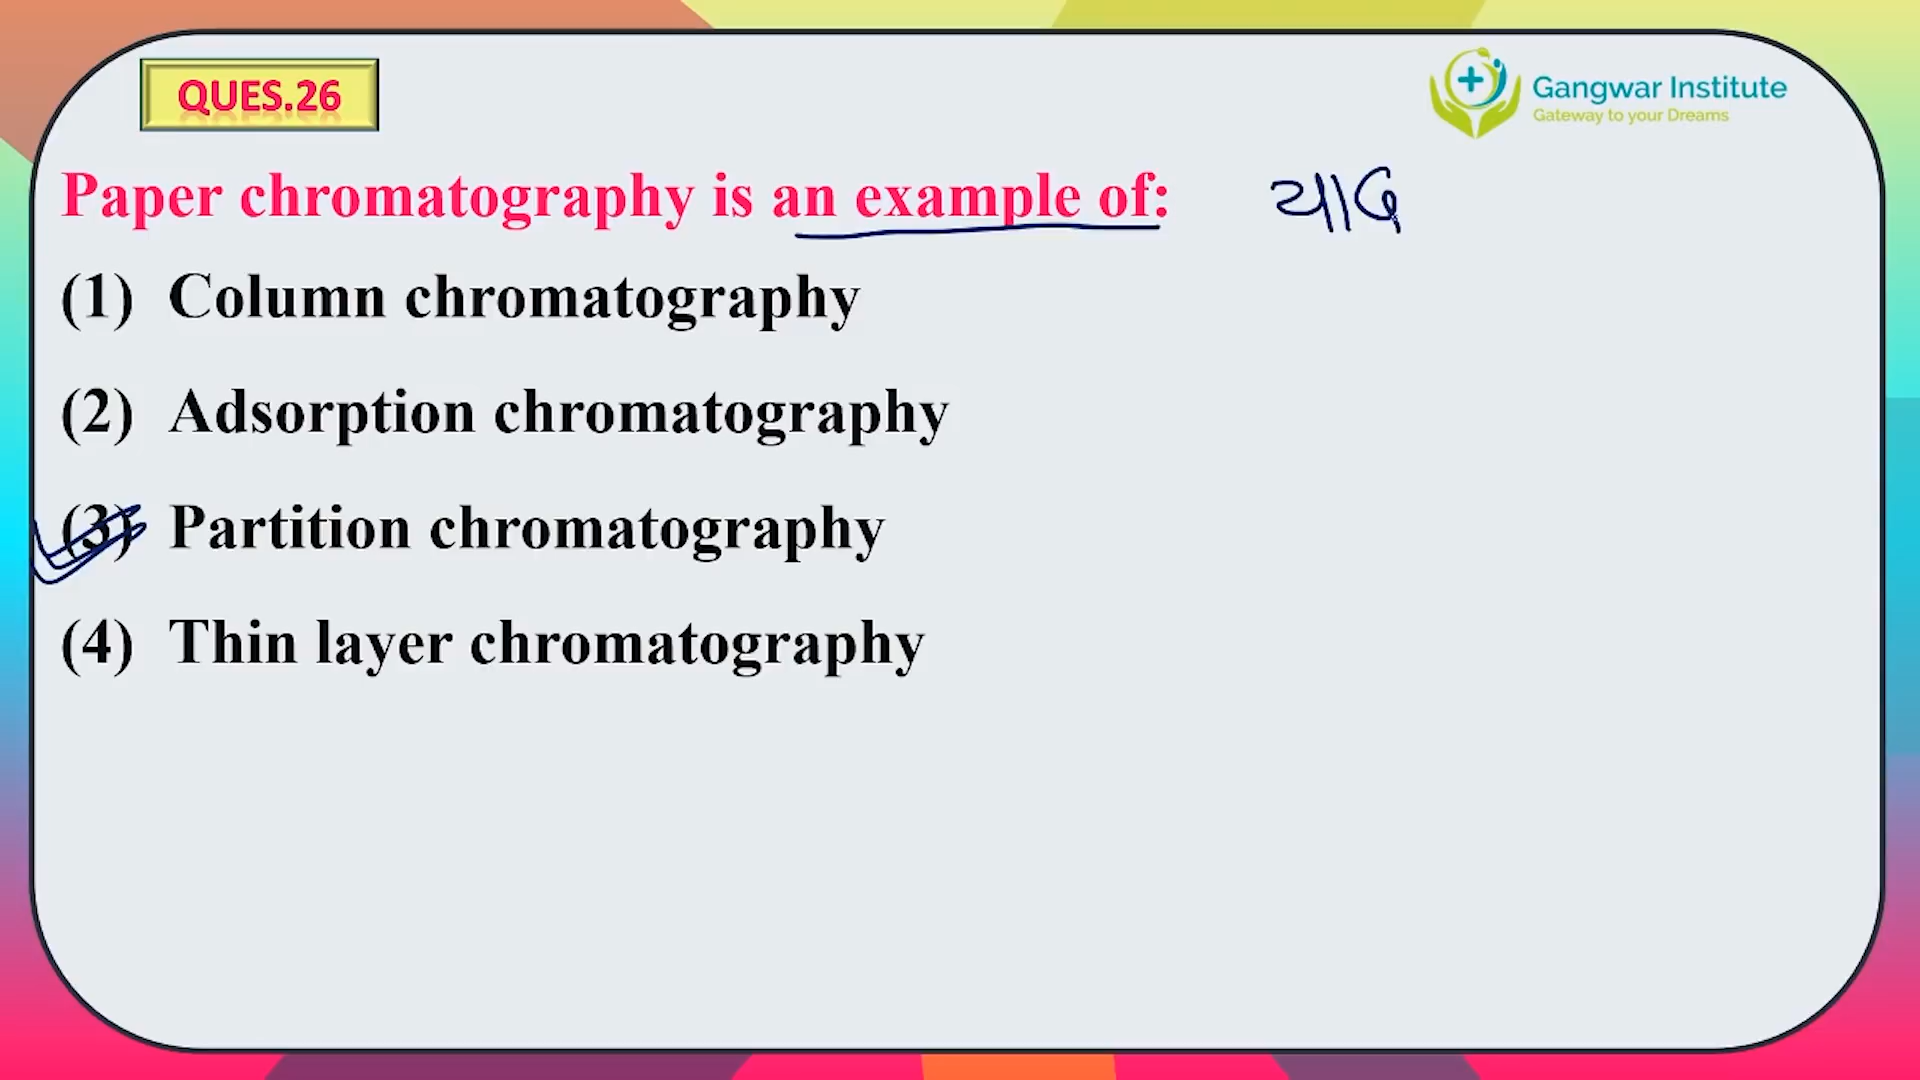 QUES.26
Gangwar Institute
Gateway to your Dreams
Paper chromatography is an example of: याद
(1) Column chromatography
(2) Adsorption chromatography
(3) Partition chromatography
(4) Thin layer chromatography